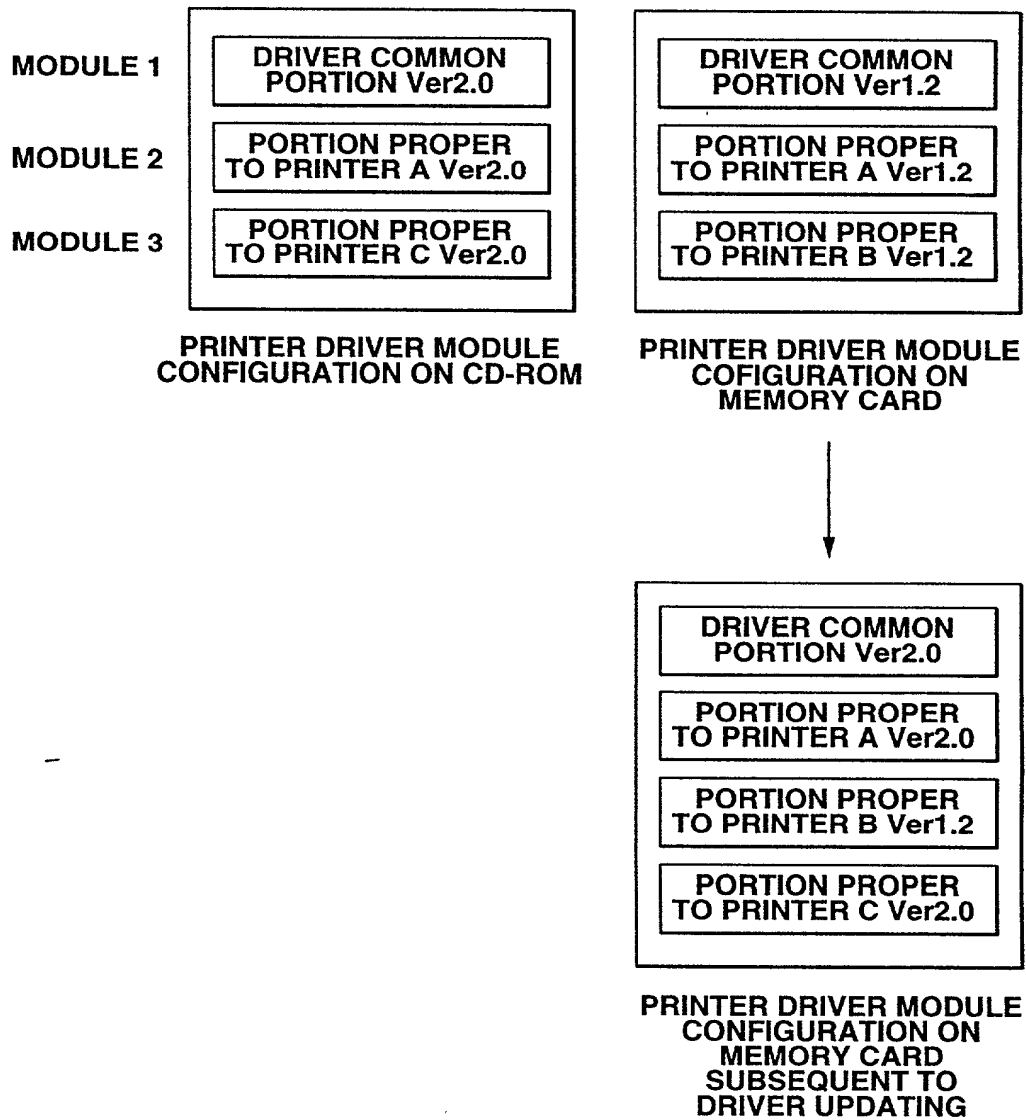 MODULE 1
DRIVER COMMON
PORTION Ver2.0
MODULE 2
PORTION PROPER
TO PRINTER A Ver2.0
MODULE 3
PORTION PROPER
TO PRINTER C Ver2.0
PRINTER DRIVER MODULE
CONFIGURATION ON CD-ROM
DRIVER COMMON
PORTION Ver1.2
PORTION PROPER
TO PRINTER A Ver1.2
PORTION PROPER
TO PRINTER B Ver1.2
PRINTER DRIVER MODULE
COFIGURATION ON
MEMORY CARD
DRIVER COMMON
PORTION Ver2.0
PORTION PROPER
TO PRINTER A Ver2.0
PORTION PROPER
TO PRINTER B Ver1.2
PORTION PROPER
TO PRINTER C Ver2.0
PRINTER DRIVER MODULE
CONFIGURATION ON
MEMORY CARD
SUBSEQUENT TO
DRIVER UPDATING